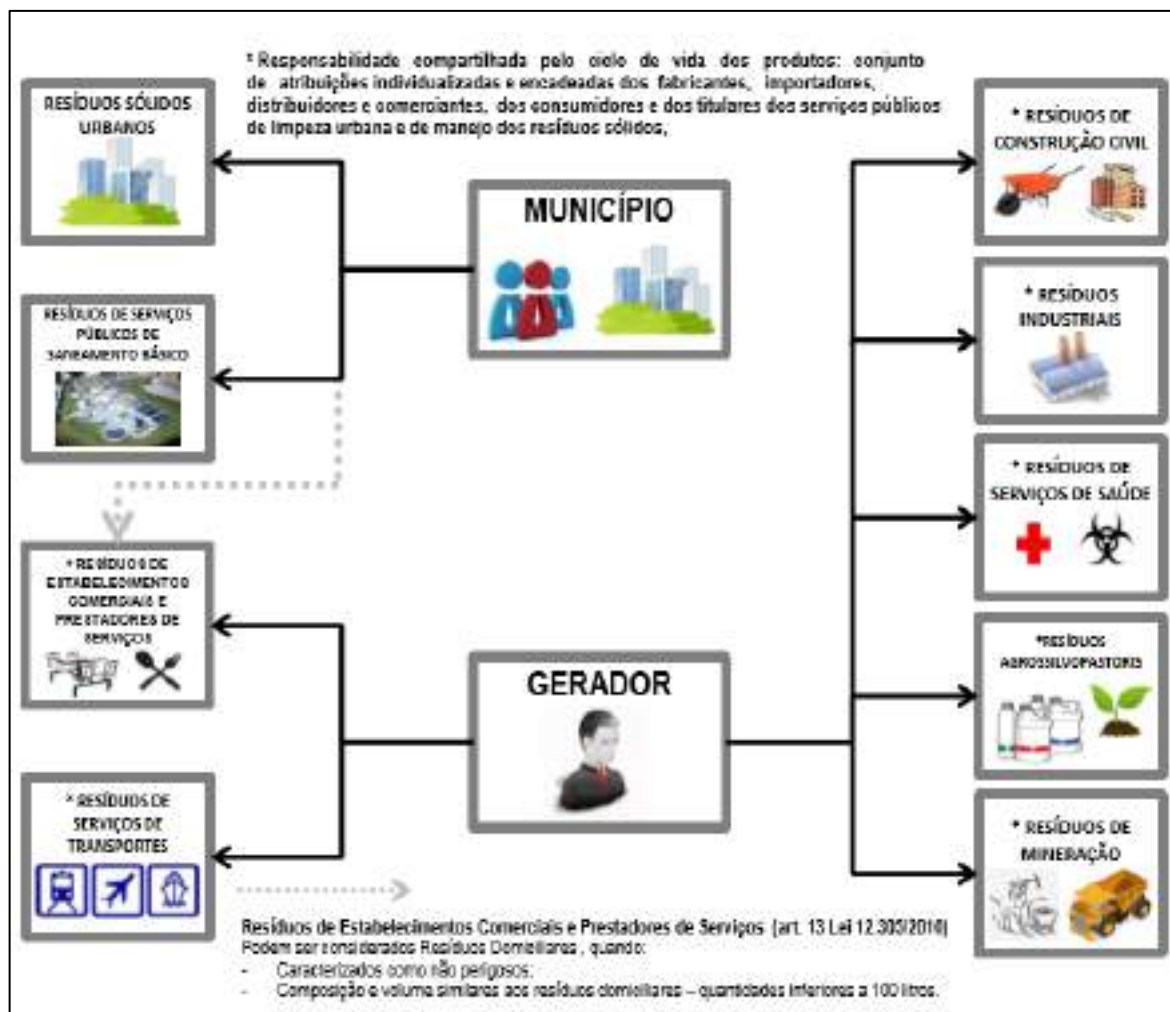 * Responsabilidade compartilhada pelo ciclo de vida dos produtos: conjunto
de atribuições individualizadas e encadeadas dos fabricantes, importadores,
distribuidores e comerciantes, dos consumidores e dos titulares dos serviços públicos
de limpeza urbana e de manejo dos resíduos sólidos,
RESÍDUOS SÓLIDOS
URBANOS
MUNICÍPIO
* RESÍDUOS DE
CONSTRUÇÃO CIVIL
RESÍDUOS DE SERVIÇOS
PÚBLICOS DE
SANEAMENTO BÁSICO
* RESÍDUOS
INDUSTRIAIS
* RESÍDUOS DE
SERVIÇOS DE SAÚDE
* RESÍDUOS DE
ESTABELECIMENTOS
COMERCIAIS E
PRESTADORES DE
SERVIÇOS
GERADOR
*RESÍDUOS
AGROSSILVOPASTORIS
* RESÍDUOS DE
SERVIÇOS DE
TRANSPORTES
* RESÍDUOS DE
MINERAÇÃO
Resíduos de Estabelecimentos Comerciais e Prestadores de Serviços (art. 13 Lei 12.305/2010)
Podem ser considerados Resíduos Domiciliares , quando:
- Caracterizados como não perigosos;
- Composição e volume similares aos resíduos domiciliares – quantidades inferiores a 100 litros.